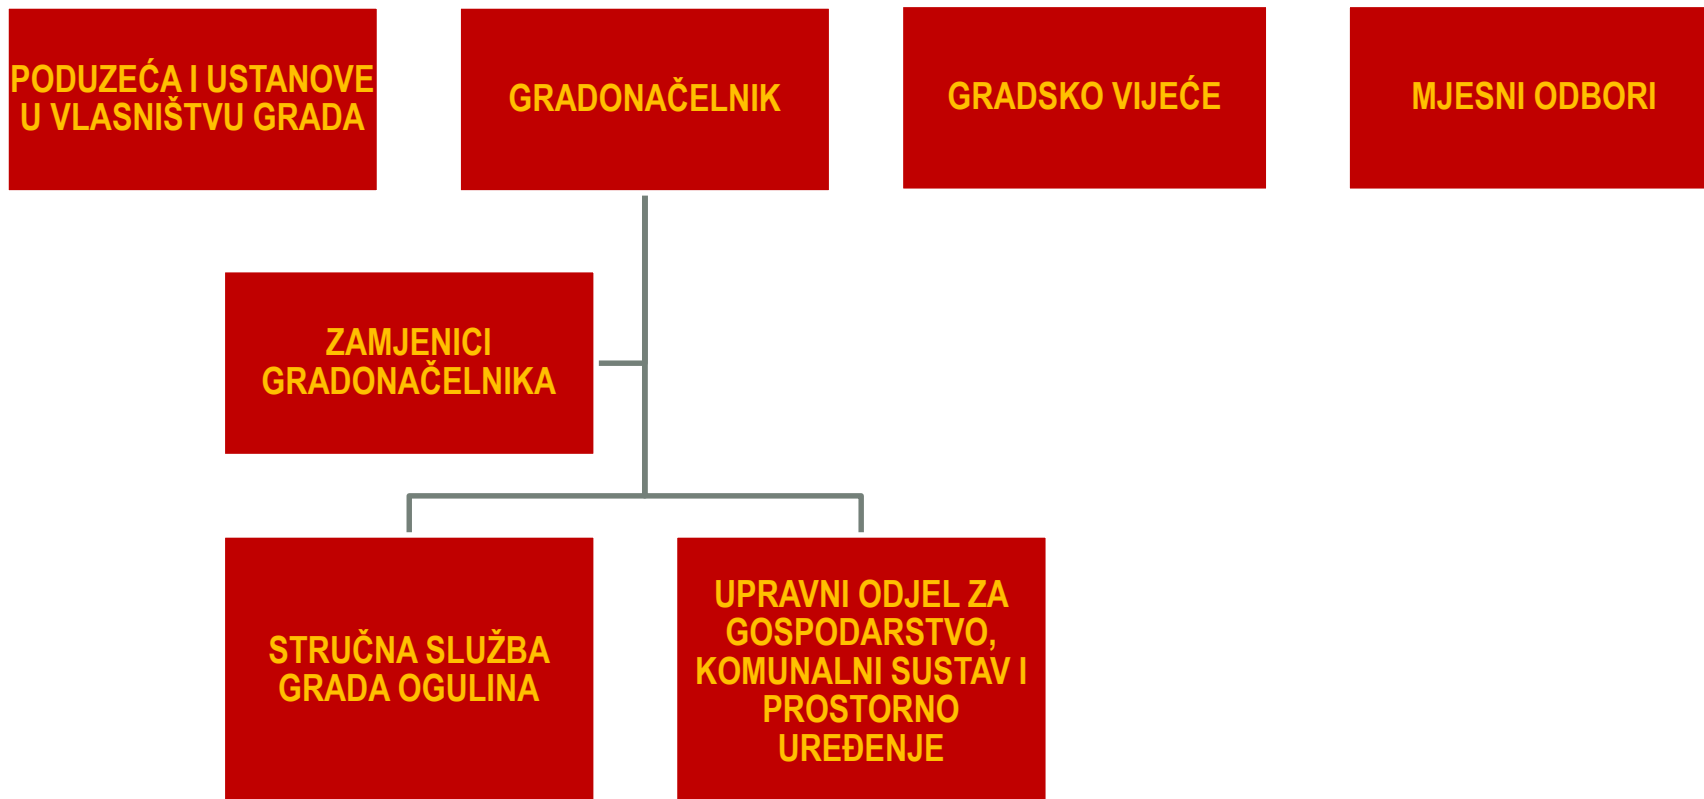 PODUZEĆA I USTANOVE
U VLASNIŠTVU GRADA
GRADONAČELNIK
GRADSKO VIJEĆE
MJESNI ODBORI
ZAMJENICI
GRADONAČELNIKA
STRUČNA SLUŽBA
GRADA OGULINA
UPRAVNI ODJEL ZA
GOSPODARSTVO,
KOMUNALNI SUSTAV I
PROSTORNO
UREĐENJE